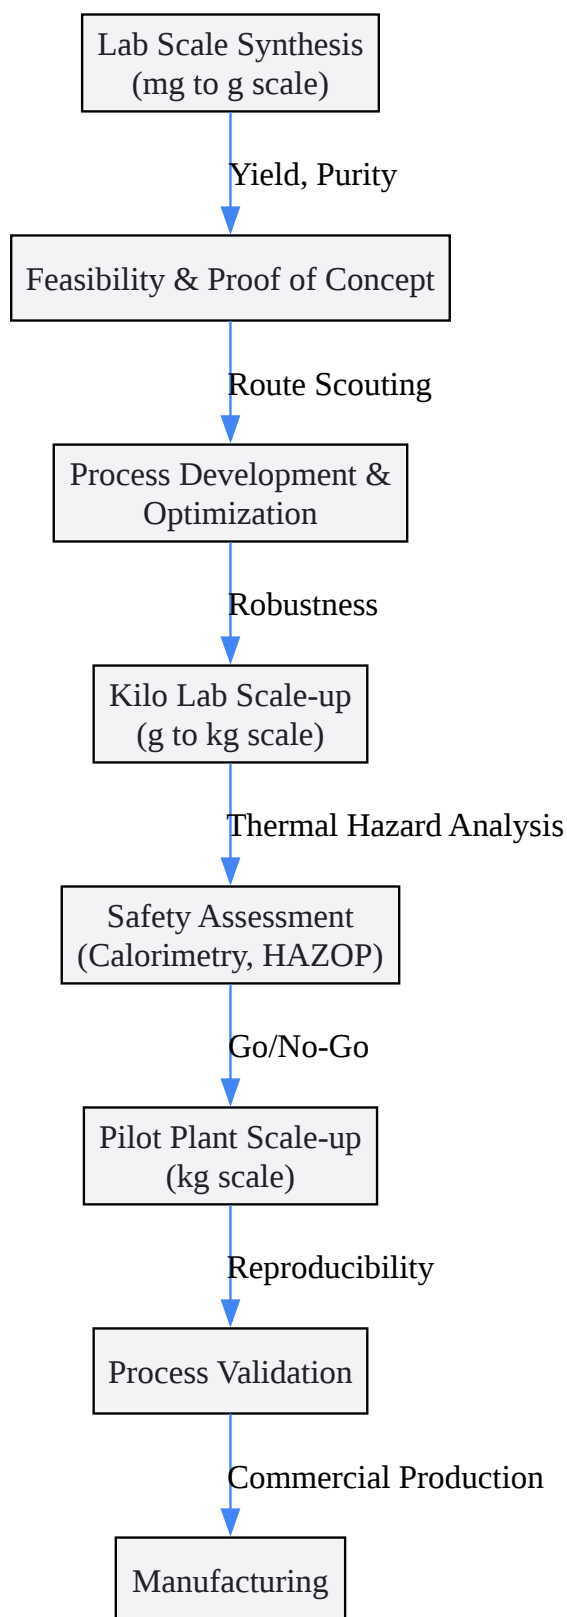 Lab Scale Synthesis
(mg to g scale)
Yield, Purity
Feasibility & Proof of Concept
Route Scouting
Process Development &
Optimization
Robustness
Kilo Lab Scale-up
(g to kg scale)
Thermal Hazard Analysis
Safety Assessment
(Calorimetry, HAZOP)
Go/No-Go
Pilot Plant Scale-up
(kg scale)
Reproducibility
Process Validation
Commercial Production
Manufacturing